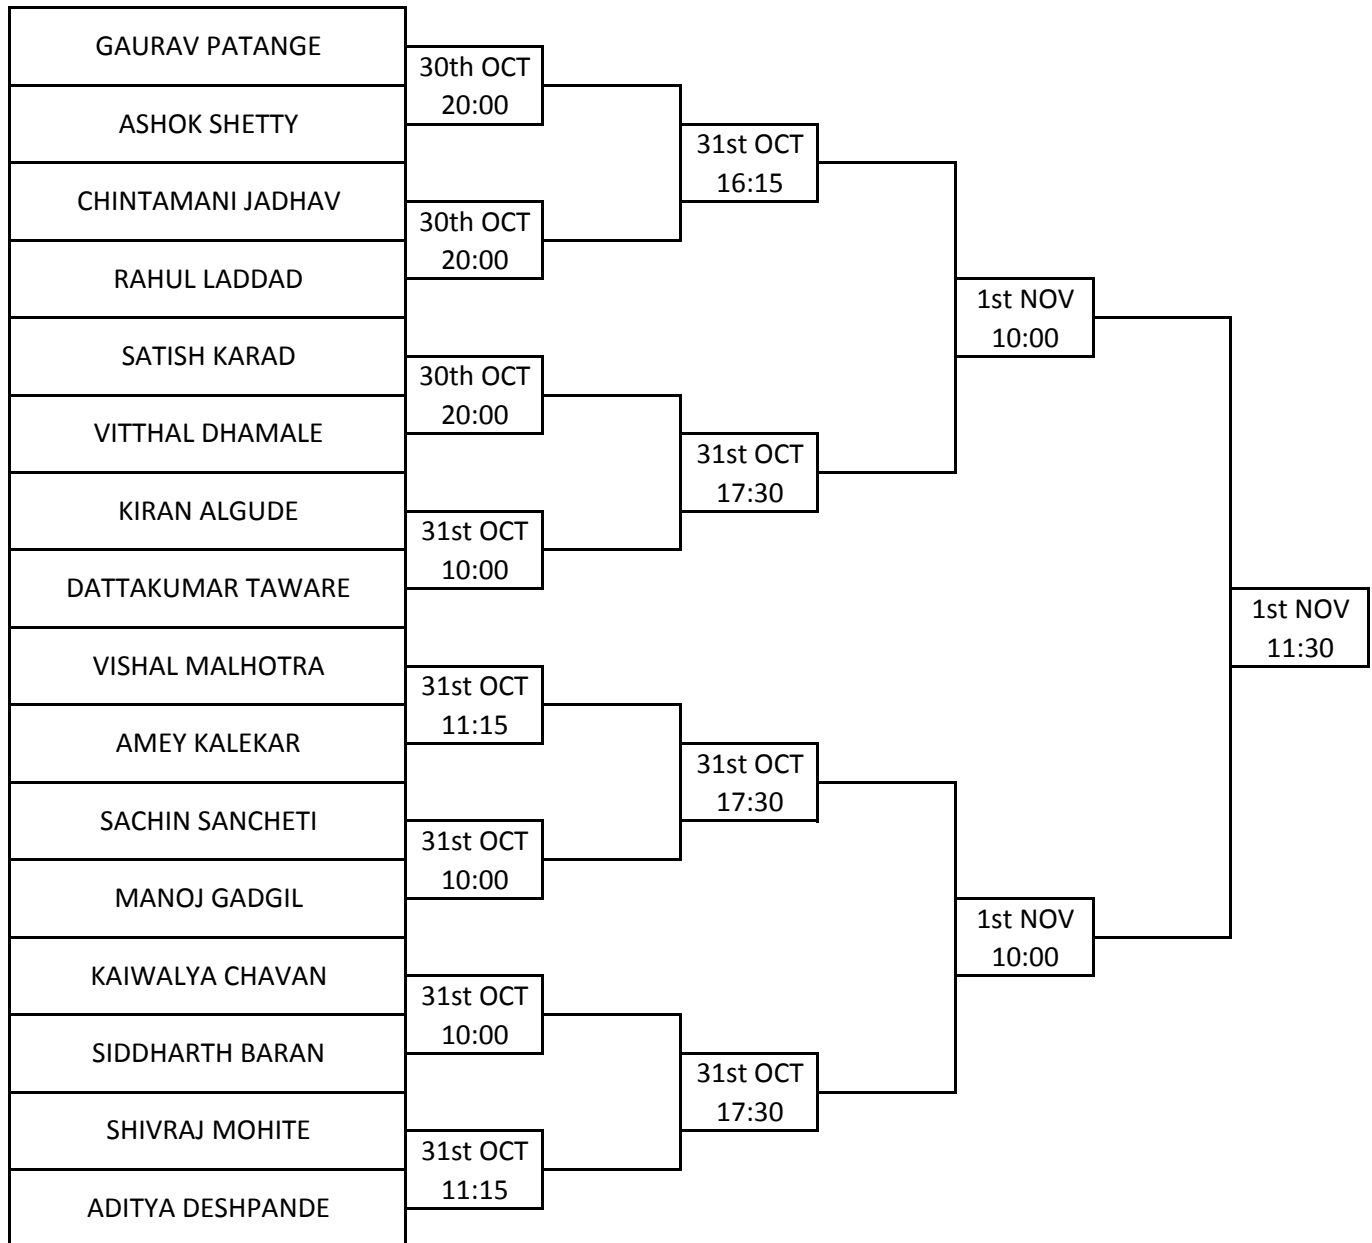 GAURAV PATANGE
ASHOK SHETTY
CHINTAMANI JADHAV
RAHUL LADDAD
SATISH KARAD
VITTHAL DHAMALE
KIRAN ALGUDE
DATTAKUMAR TAWARE
VISHAL MALHOTRA
AMEY KALEKAR
SACHIN SANCHETI
MANOJ GADGIL
KAIWALYA CHAVAN
SIDDHARTH BARAN
SHIVRAJ MOHITE
ADITYA DESHPANDE
30th OCT
20:00
30th OCT
20:00
30th OCT
20:00
31st OCT
10:00
31st OCT
11:15
31st OCT
10:00
31st OCT
10:00
31st OCT
11:15
31st OCT
16:15
31st OCT
17:30
31st OCT
17:30
31st OCT
17:30
1st NOV
10:00
1st NOV
10:00
1st NOV
11:30